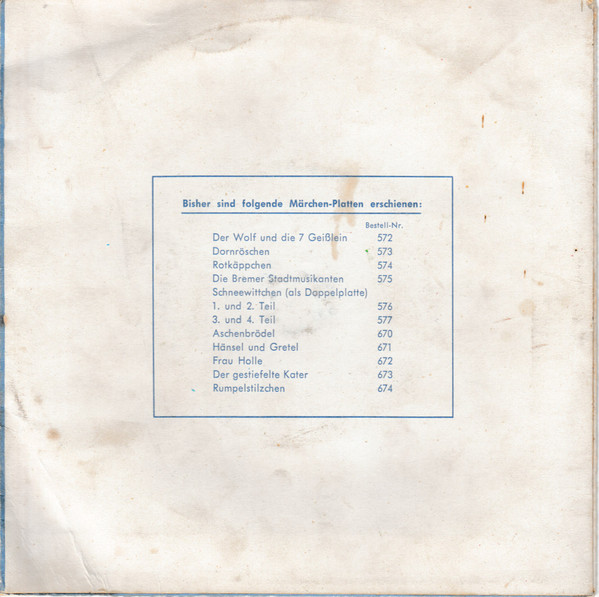 Bisher sind folgende Märchen-Platten erschienen:
Bestell-Nr.
Der Wolf und die 7 Geißlein 572
Dornröschen 573
Rotkäppchen 574
Die Bremer Stadtmusikanten 575
Schneewittchen (als Doppelplatte)
1. und 2. Teil 576
3. und 4. Teil 577
Aschenbrödel 670
Hänsel und Gretel 671
Frau Holle 672
Der gestiefelte Kater 673
Rumpelstilzchen 674